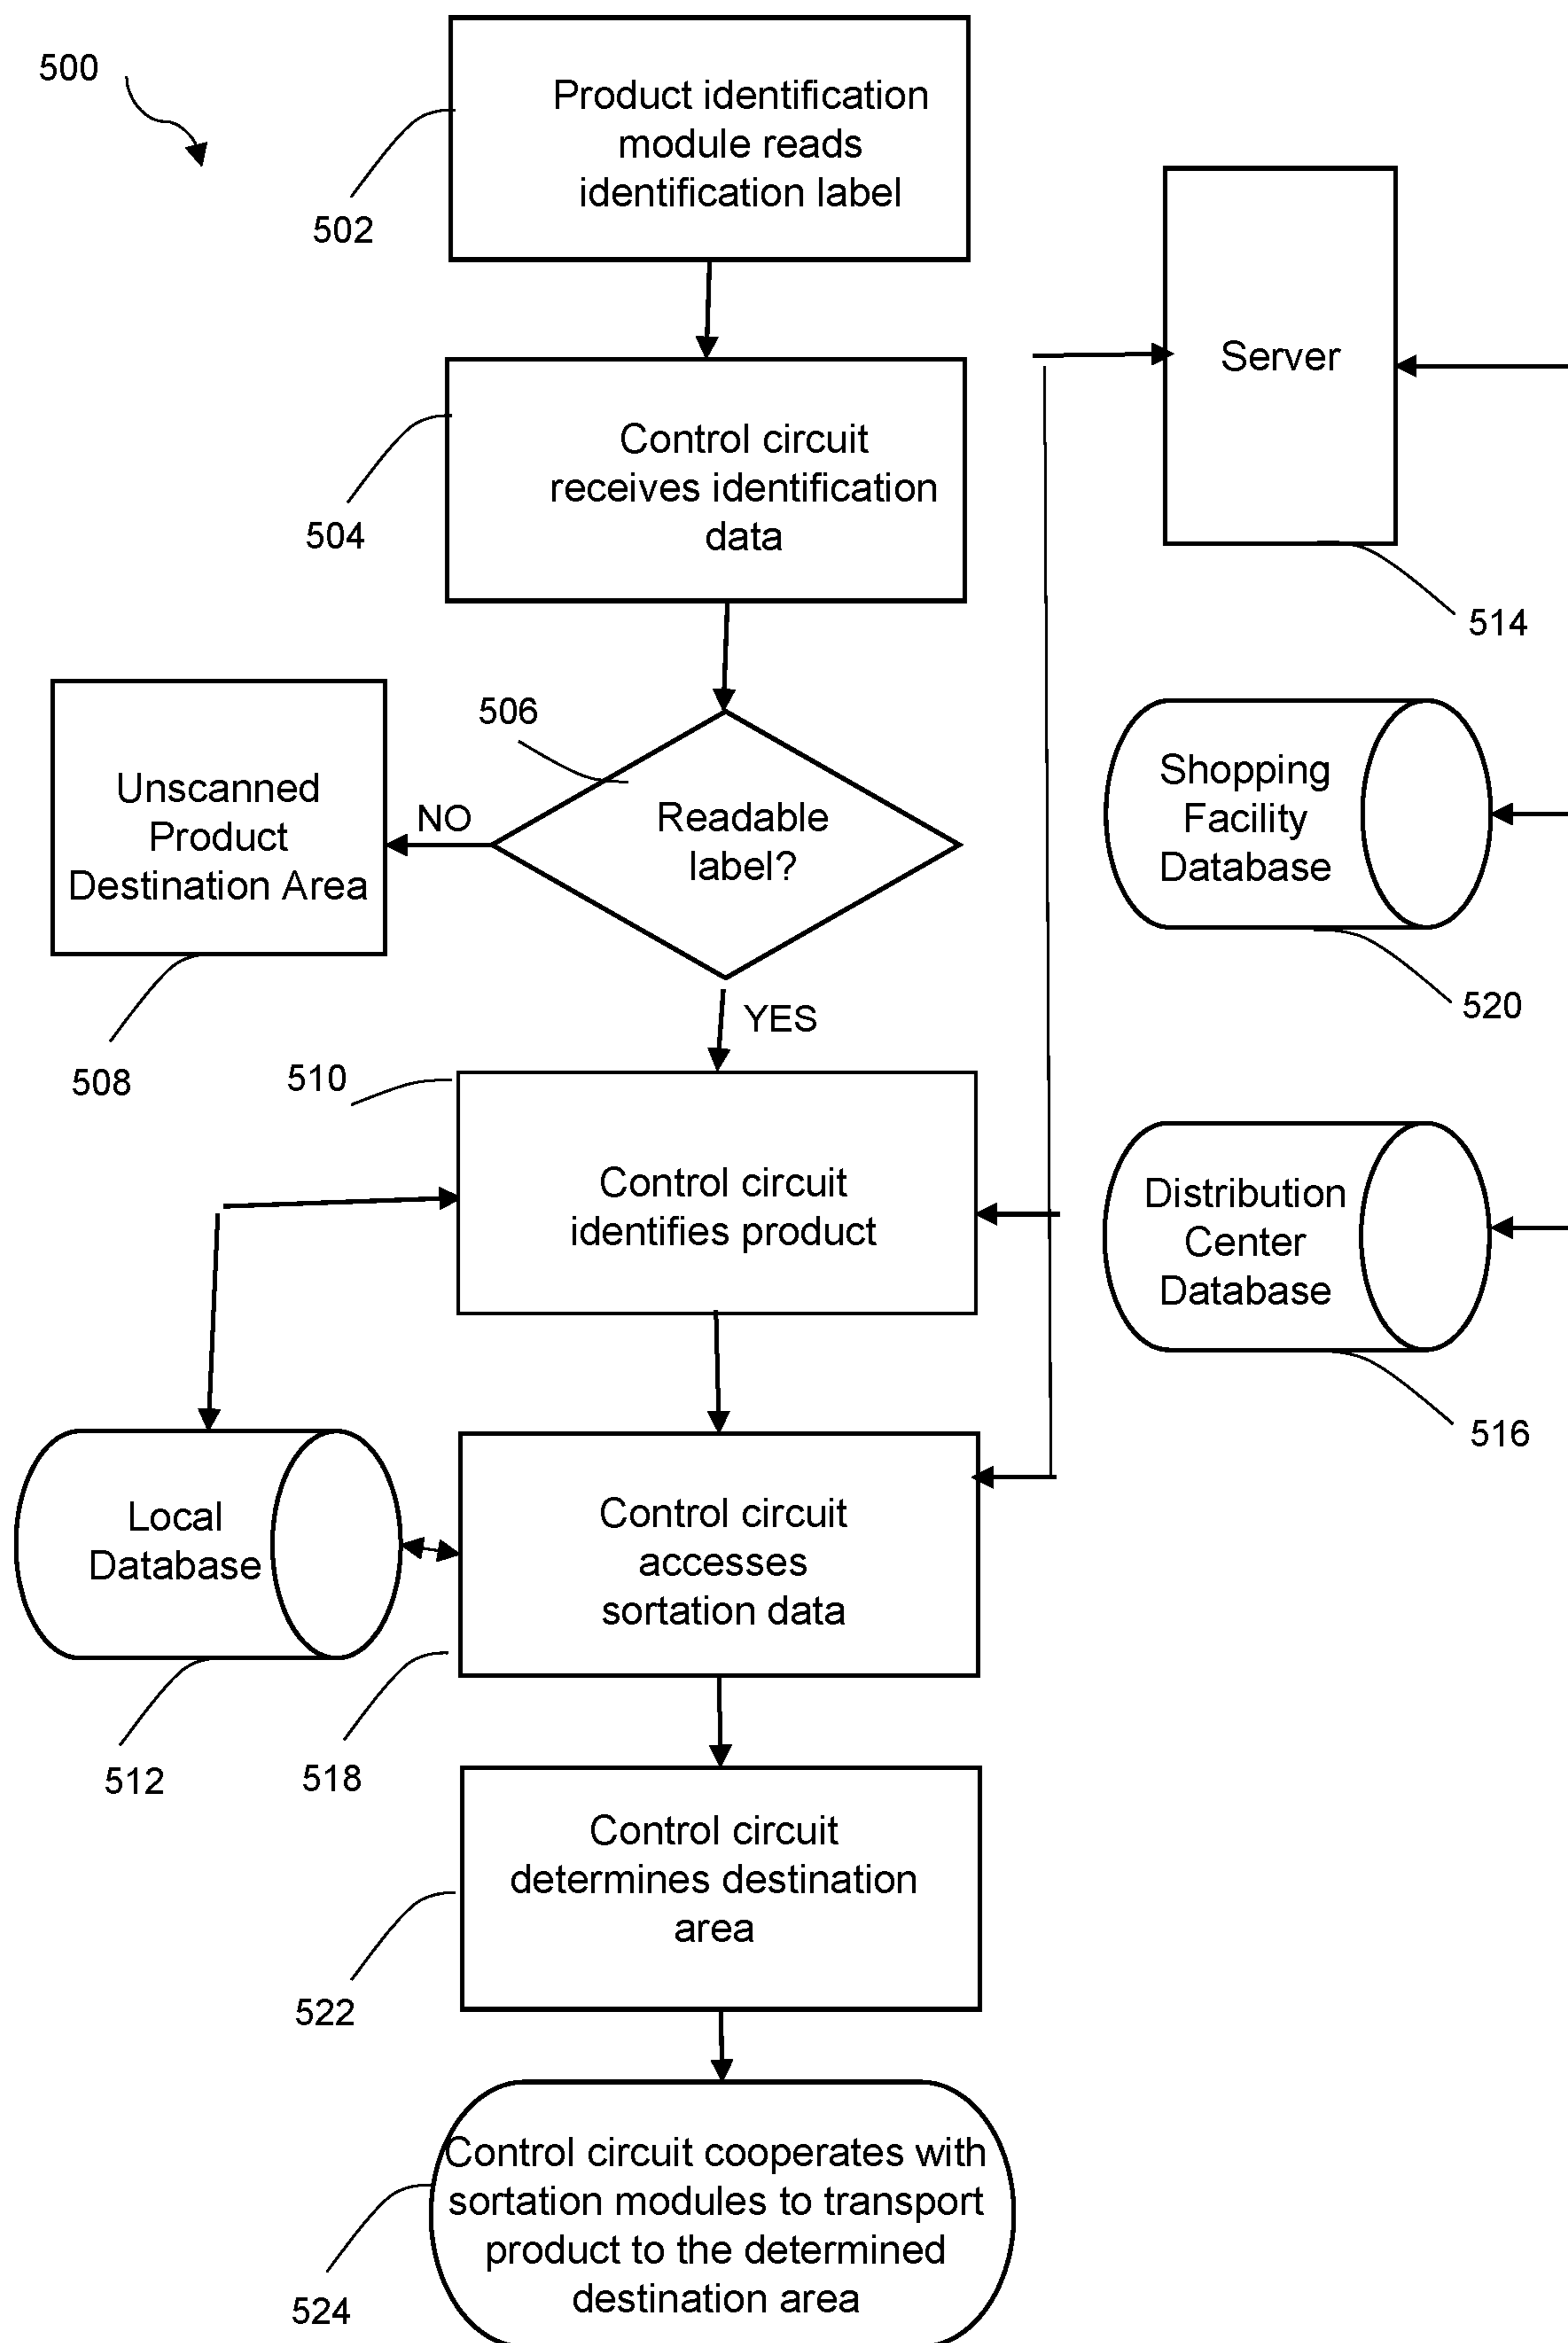 500
Product identification
module reads
identification label
502
Server
514
Control circuit
receives identification
data
504
506
Readable
label?
NO
Unscanned
Product
Destination Area
508
YES
Shopping
Facility
Database
520
510
Control circuit
identifies product
Distribution
Center
Database
516
Local
Database
512
Control circuit
accesses
sortation data
518
Control circuit
determines destination
area
522
Control circuit cooperates with
sortation modules to transport
product to the determined
destination area
524